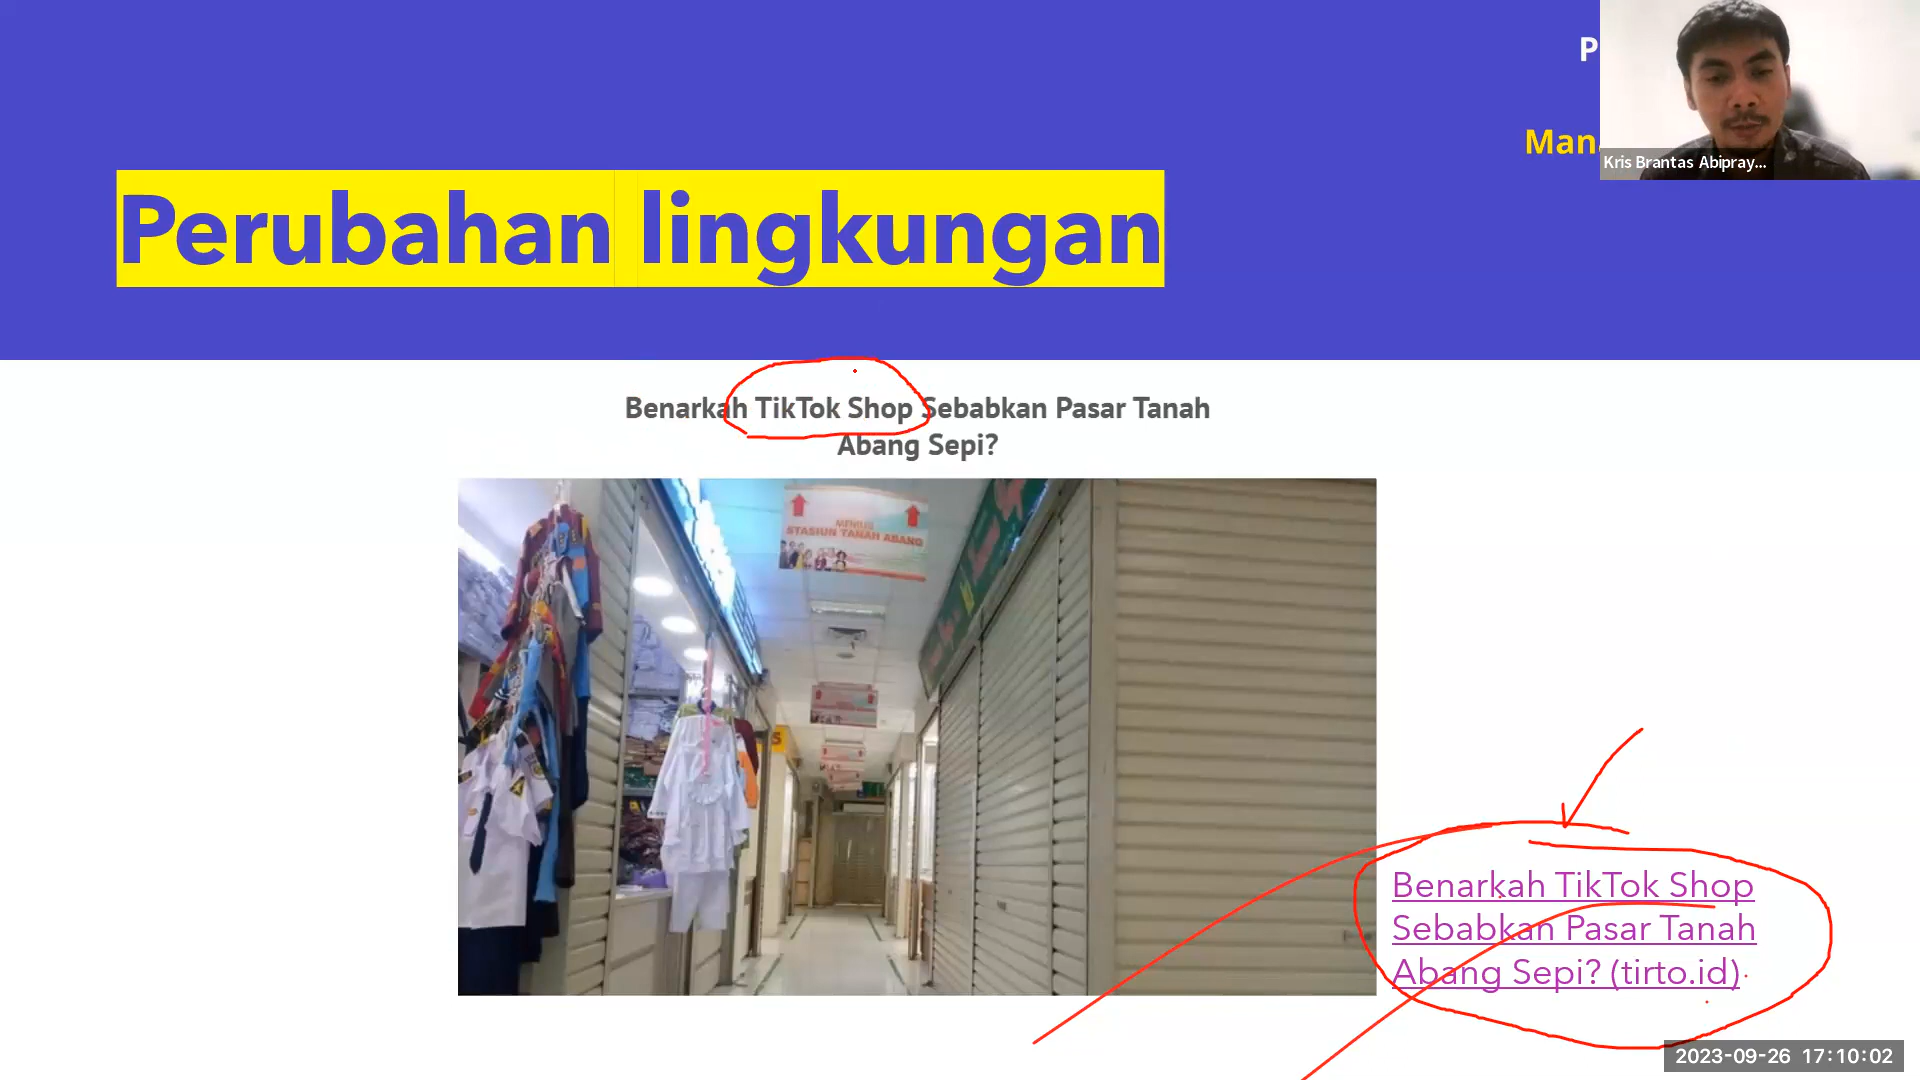 P
Man
Kris Brantas Abipray...
Perubahan lingkungan
Benarkah TikTok Shop Sebabkan Pasar Tanah
Abang Sepi?
MENUJU
STASIUN TANAH ABANG
S
Benarkah TikTok Shop
Sebabkan Pasar Tanah
Abang Sepi? (tirto.id)
2023-09-26 17:10:02